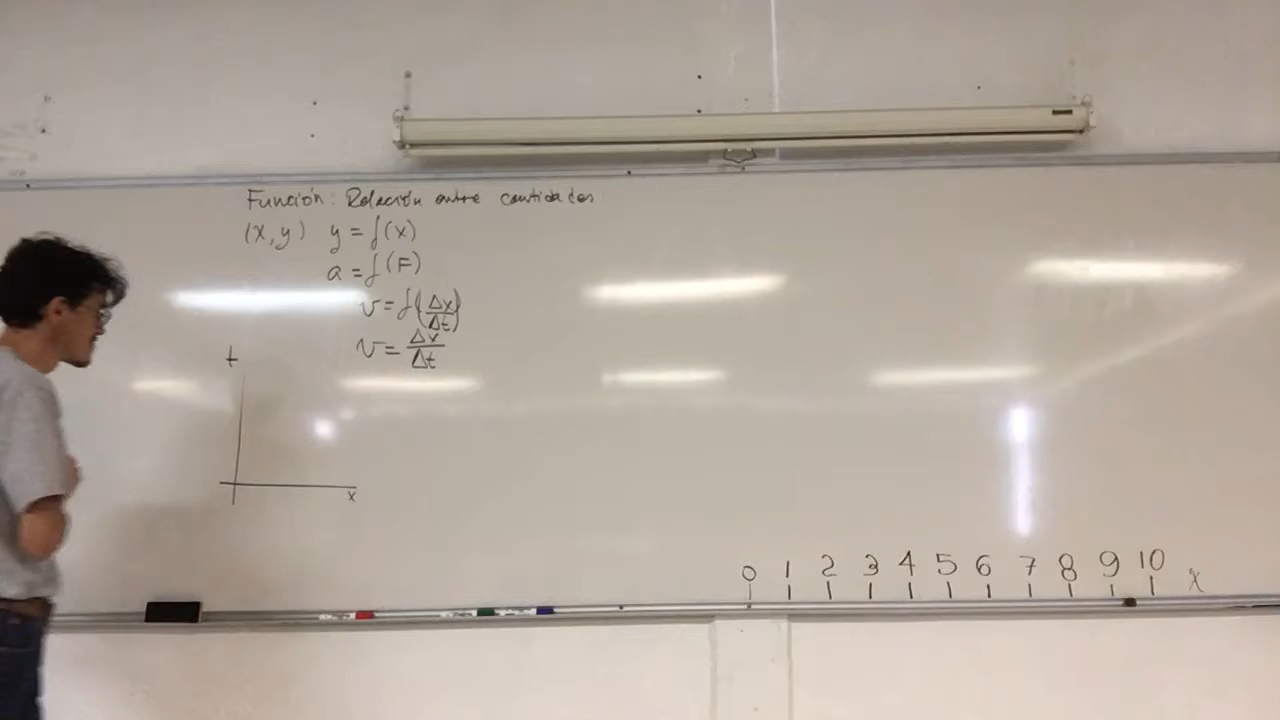 Función: Relación entre cantidades
(x,y) y = f(x)
a = f(F)
v = f(Δx/Δt)
v = Δx/Δt
t
x
0 1 2 3 4 5 6 7 8 9 10 x